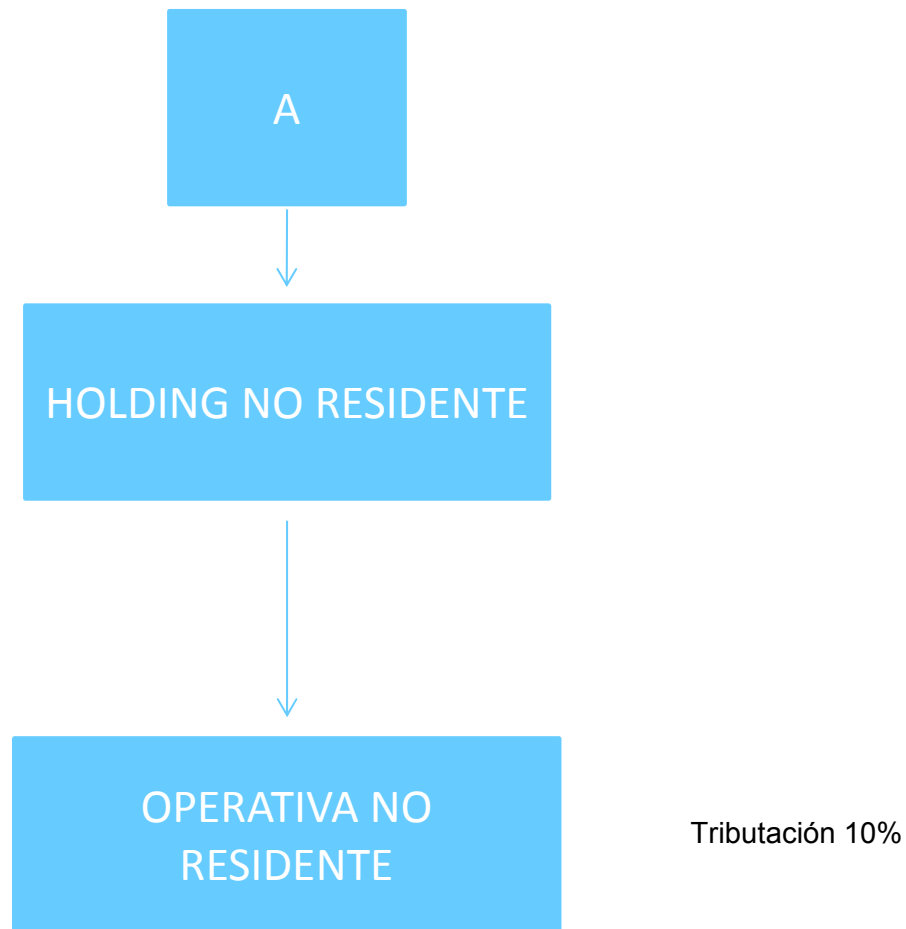 A
HOLDING NO RESIDENTE
OPERATIVA NO
RESIDENTE
Tributación 10%